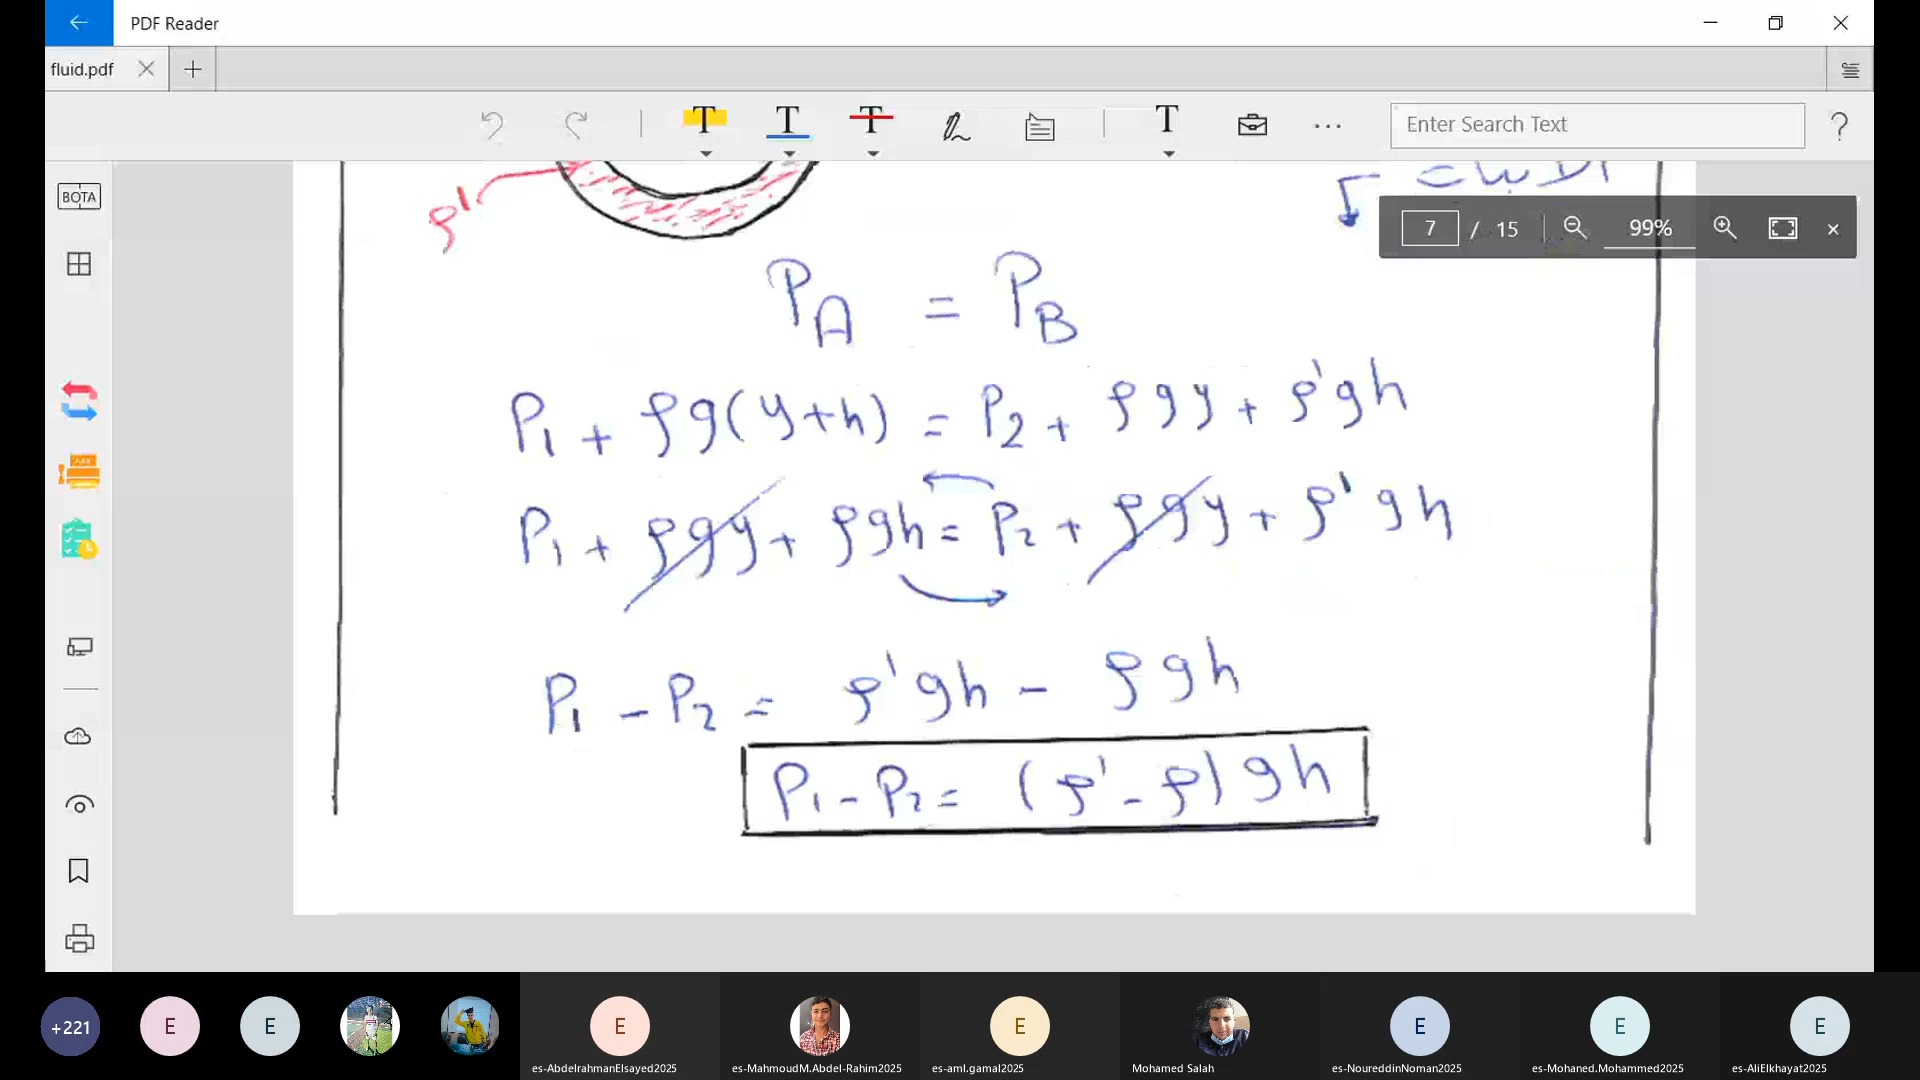 PDF Reader
fluid.pdf
T T T T
Enter Search Text
?
BOTA
7 / 15 99%
ρ'
P_A = P_B
P₁ + ρg(y+h) = P₂ + ρgy + ρ'gh
P₁ + ρgy + ρgh = P₂ + ρgy + ρ'gh
P₁ - P₂ = ρ'gh - ρgh
P₁ - P₂ = (ρ' - ρ) gh
+221 E E E E E E E
es-AbdelrahmanElsayed2025 es-MahmoudM.Abdel-Rahim2025 es-aml.gamal2025 Mohamed Salah es-NoureddinNoman2025 es-Mohaned.Mohammed2025 es-AliElkhayat2025